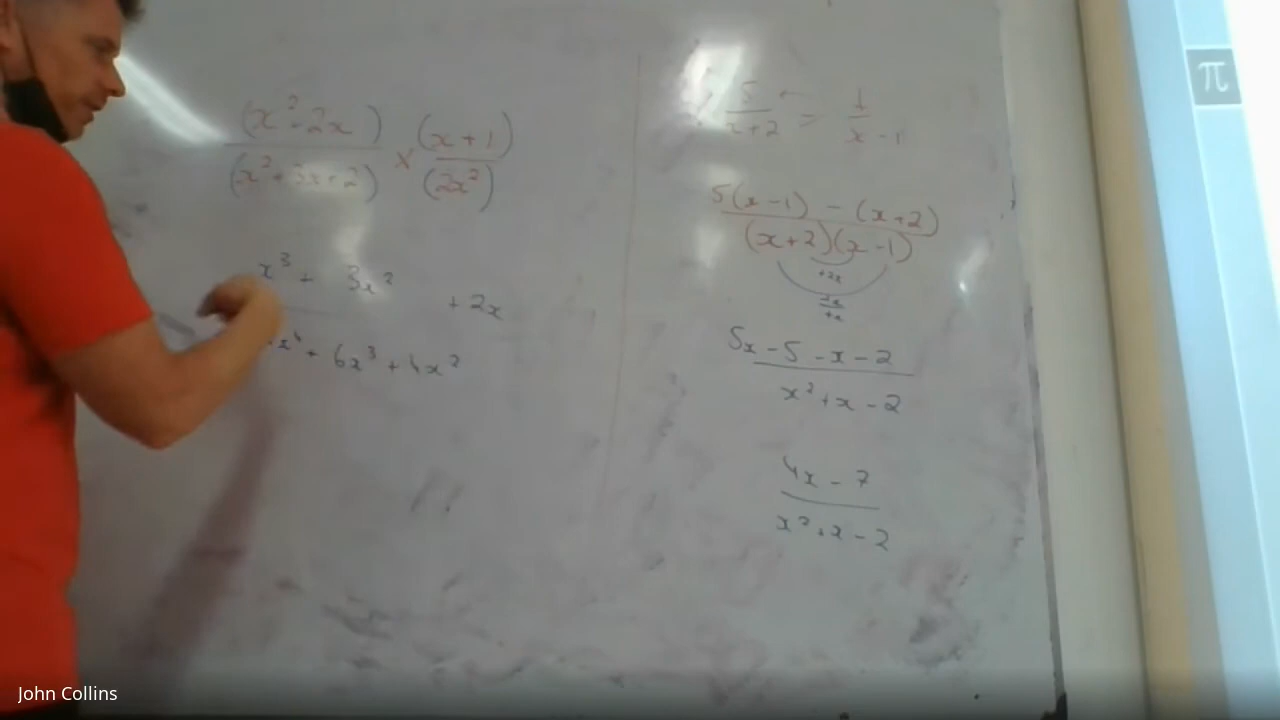 (x²+2x) / (x²+3x+2) × (x+1) / (2x²)
x³ + 3x² + 2x
x⁴ + 6x³ + 4x²
5 / x+2 = 1 / x-1
5(x-1) - (x+2)
(x+2)(x-1)
+2x
5x - 5 - x - 2
x²+x-2
4x - 7
x²+x-2
π
John Collins